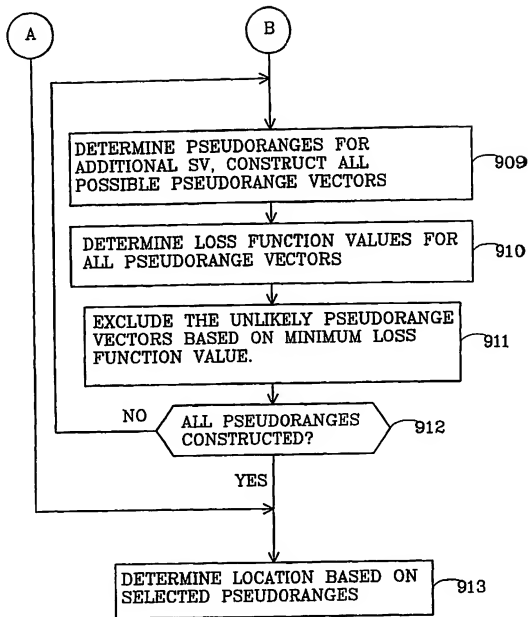 A
B
DETERMINE PSEUDORANGES FOR
ADDITIONAL SV, CONSTRUCT ALL
POSSIBLE PSEUDORANGE VECTORS
909
DETERMINE LOSS FUNCTION VALUES FOR
ALL PSEUDORANGE VECTORS
910
EXCLUDE THE UNLIKELY PSEUDORANGE
VECTORS BASED ON MINIMUM LOSS
FUNCTION VALUE.
911
NO
ALL PSEUDORANGES
CONSTRUCTED?
912
YES
DETERMINE LOCATION BASED ON
SELECTED PSEUDORANGES
913